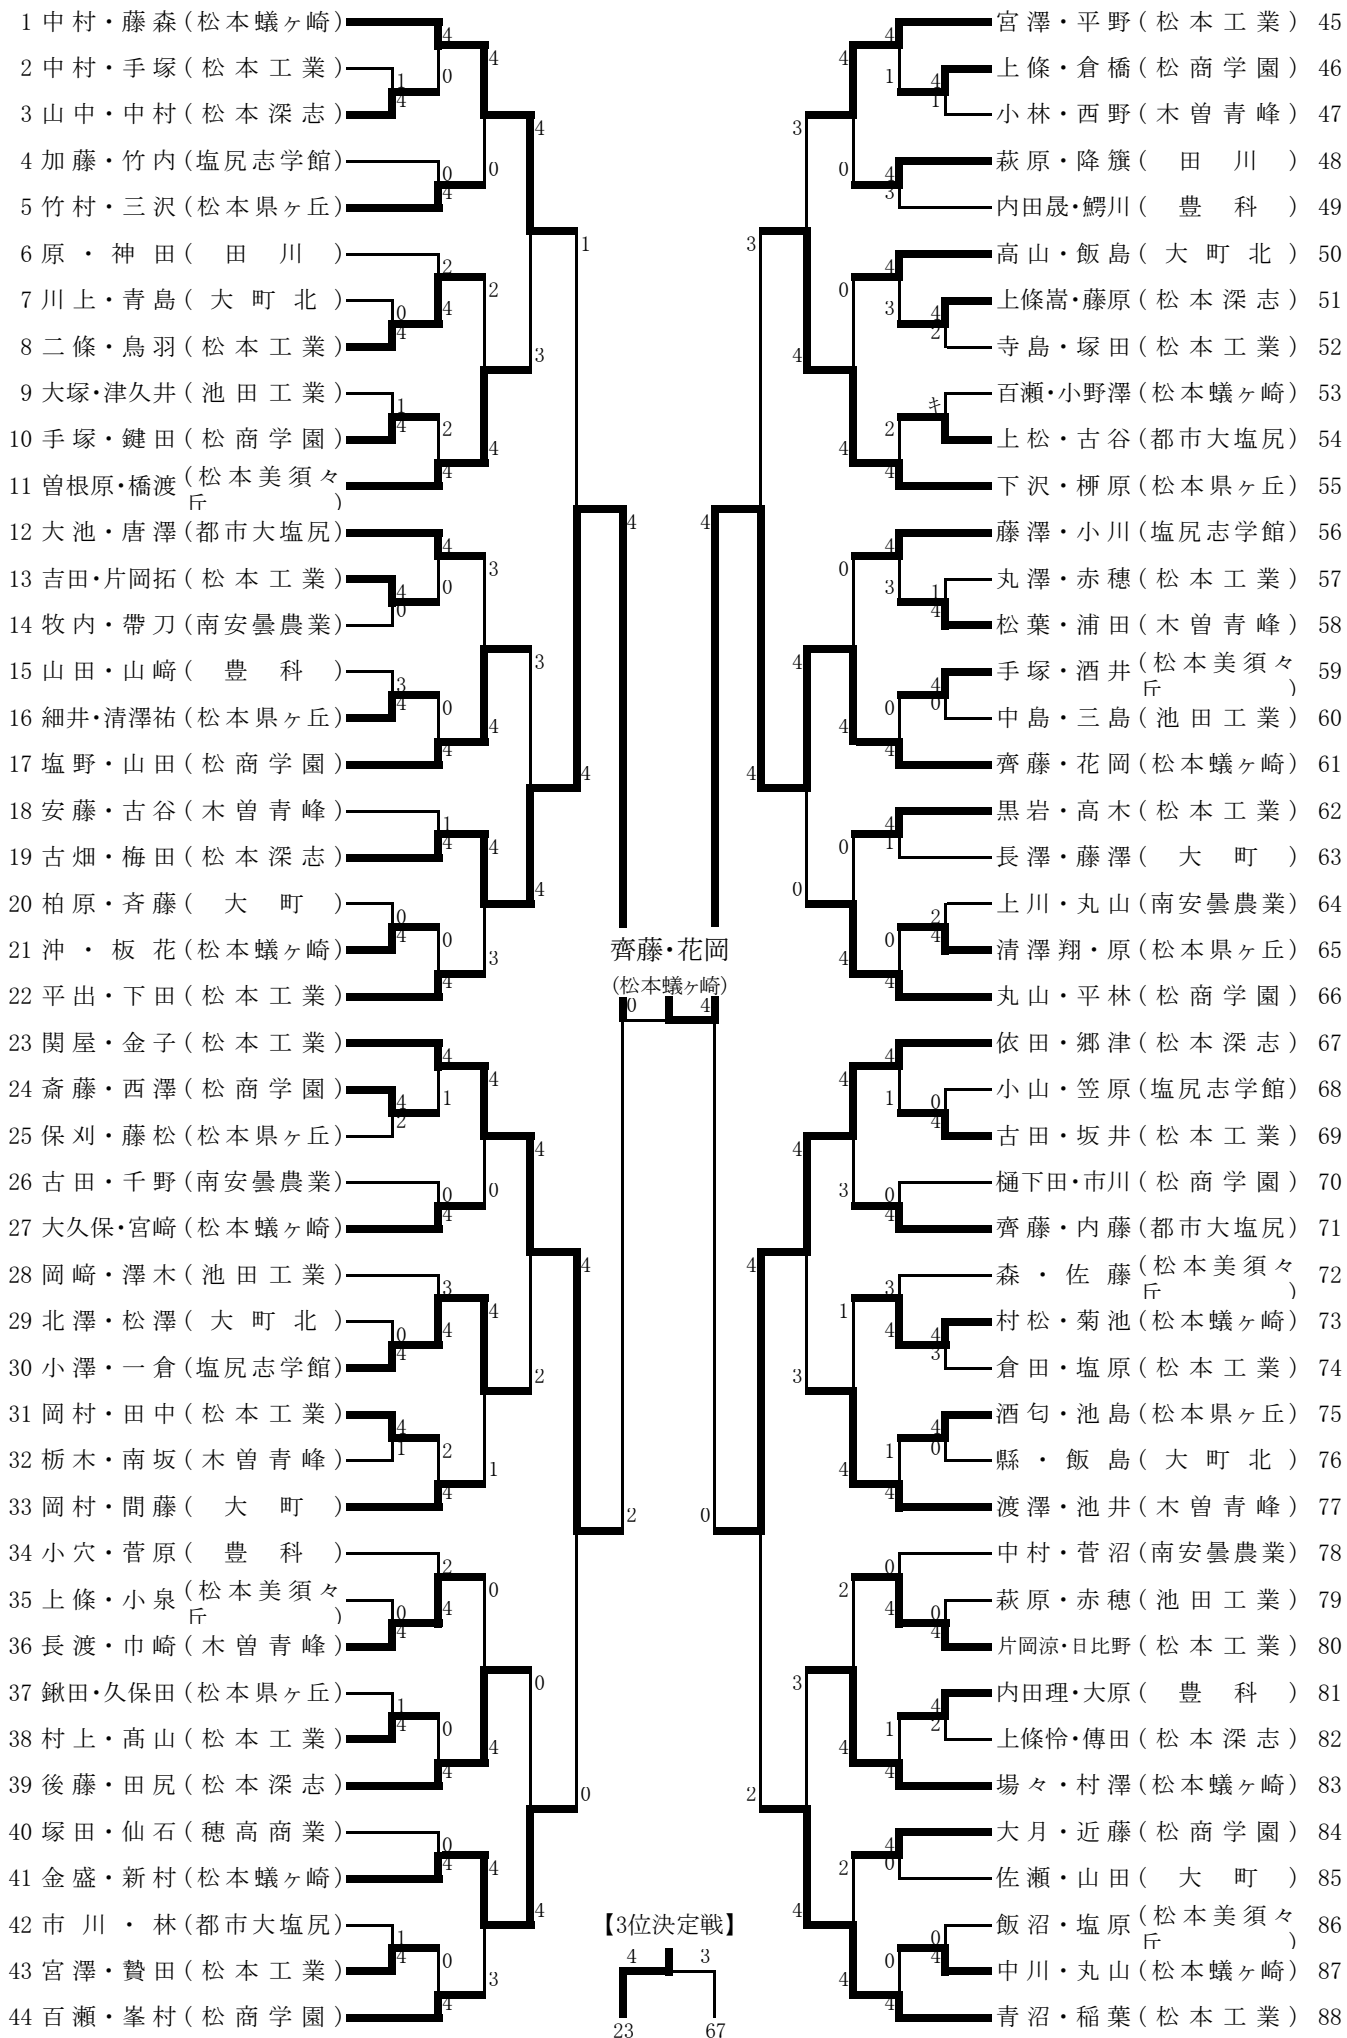 1 中村・藤森(松本蟻ヶ崎)
2 中村・手塚(松本工業)
3 山中・中村(松本深志)
4 加藤・竹内(塩尻志学館)
5 竹村・三沢(松本県ヶ丘)
6 原・神田(田川)
7 川上・青島(大町北)
8 二條・鳥羽(松本工業)
9 大塚・津久井(池田工業)
10 手塚・鍵田(松商学園)
11 曽根原・橋渡(松本美須々丘)
12 大池・唐澤(都市大塩尻)
13 吉田・片岡拓(松本工業)
14 牧内・帶刀(南安曇農業)
15 山田・山﨑(豊科)
16 細井・清澤祐(松本県ヶ丘)
17 塩野・山田(松商学園)
18 安藤・古谷(木曽青峰)
19 古畑・梅田(松本深志)
20 柏原・斉藤(大町)
21 沖・板花(松本蟻ヶ崎)
22 平出・下田(松本工業)
23 関屋・金子(松本工業)
24 斎藤・西澤(松商学園)
25 保刈・藤松(松本県ヶ丘)
26 古田・千野(南安曇農業)
27 大久保・宮﨑(松本蟻ヶ崎)
28 岡﨑・澤木(池田工業)
29 北澤・松澤(大町北)
30 小澤・一倉(塩尻志学館)
31 岡村・田中(松本工業)
32 栃木・南坂(木曽青峰)
33 岡村・間藤(大町)
34 小穴・菅原(豊科)
35 上條・小泉(松本美須々丘)
36 長渡・巾崎(木曽青峰)
37 鍬田・久保田(松本県ヶ丘)
38 村上・髙山(松本工業)
39 後藤・田尻(松本深志)
40 塚田・仙石(穂高商業)
41 金盛・新村(松本蟻ヶ崎)
42 市川・林(都市大塩尻)
43 宮澤・贄田(松本工業)
44 百瀬・峯村(松商学園)
齊藤・花岡
(松本蟻ヶ崎)
0 4
【3位決定戦】
4 3
23 67
宮澤・平野(松本工業) 45
上條・倉橋(松商学園) 46
小林・西野(木曽青峰) 47
萩原・降籏(田川) 48
内田晟・鰐川(豊科) 49
高山・飯島(大町北) 50
上條嵩・藤原(松本深志) 51
寺島・塚田(松本工業) 52
百瀬・小野澤(松本蟻ヶ崎) 53
キ
上松・古谷(都市大塩尻) 54
下沢・栁原(松本県ヶ丘) 55
藤澤・小川(塩尻志学館) 56
丸澤・赤穂(松本工業) 57
松葉・浦田(木曽青峰) 58
手塚・酒井(松本美須々丘) 59
中島・三島(池田工業) 60
齊藤・花岡(松本蟻ヶ崎) 61
黒岩・高木(松本工業) 62
長澤・藤澤(大町) 63
上川・丸山(南安曇農業) 64
清澤翔・原(松本県ヶ丘) 65
丸山・平林(松商学園) 66
依田・郷津(松本深志) 67
小山・笠原(塩尻志学館) 68
古田・坂井(松本工業) 69
樋下田・市川(松商学園) 70
齊藤・内藤(都市大塩尻) 71
森・佐藤(松本美須々丘) 72
村松・菊池(松本蟻ヶ崎) 73
倉田・塩原(松本工業) 74
酒匂・池島(松本県ヶ丘) 75
縣・飯島(大町北) 76
渡澤・池井(木曽青峰) 77
中村・菅沼(南安曇農業) 78
萩原・赤穂(池田工業) 79
片岡涼・日比野(松本工業) 80
内田理・大原(豊科) 81
上條怜・傳田(松本深志) 82
場々・村澤(松本蟻ヶ崎) 83
大月・近藤(松商学園) 84
佐瀬・山田(大町) 85
飯沼・塩原(松本美須々丘) 86
中川・丸山(松本蟻ヶ崎) 87
青沼・稲葉(松本工業) 88